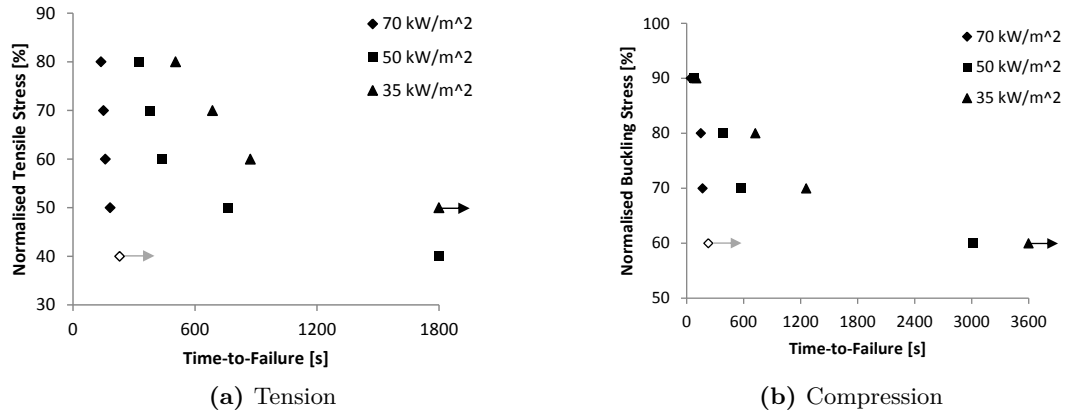 90
80
70
60
50
40
30
0
600
1200
1800
Normalised Tensile Stress [%]
Time-to-Failure [s]
70 kW/m^2
50 kW/m^2
35 kW/m^2
(a) Tension
100
90
80
70
60
50
0
600
1200
1800
2400
3000
3600
Normalised Buckling Stress [%]
Time-to-Failure [s]
70 kW/m^2
50 kW/m^2
35 kW/m^2
(b) Compression